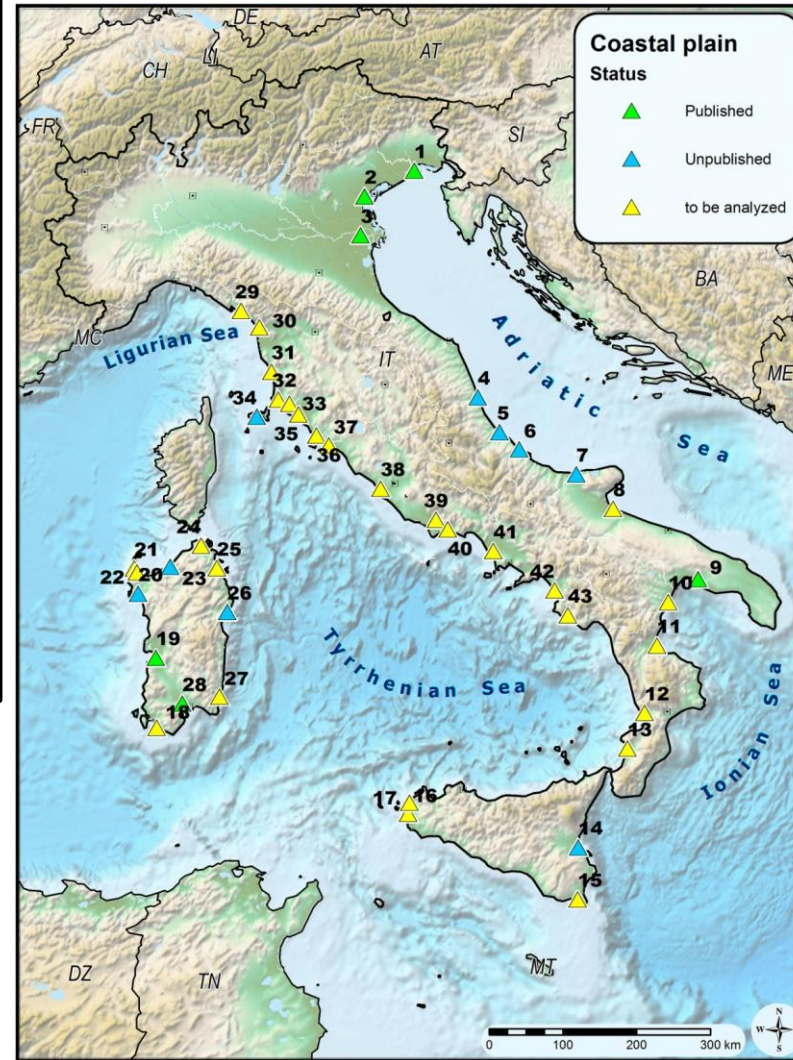 Coastal plain
Status
Published
Unpublished
to be analyzed
DE
CH
LI
AT
FR
SI
BA
MC
IT
ME
DZ
TN
MT
Ligurian Sea
Adriatic
Sea
Tyrrhenian Sea
Ionian Sea
1
2
3
4
5
6
7
8
9
10
11
12
13
14
15
16
17
18
19
20
21
22
23
24
25
26
27
28
29
30
31
32
33
34
35
36
37
38
39
40
41
42
43
N
W
E
S
0 100 200 300 km